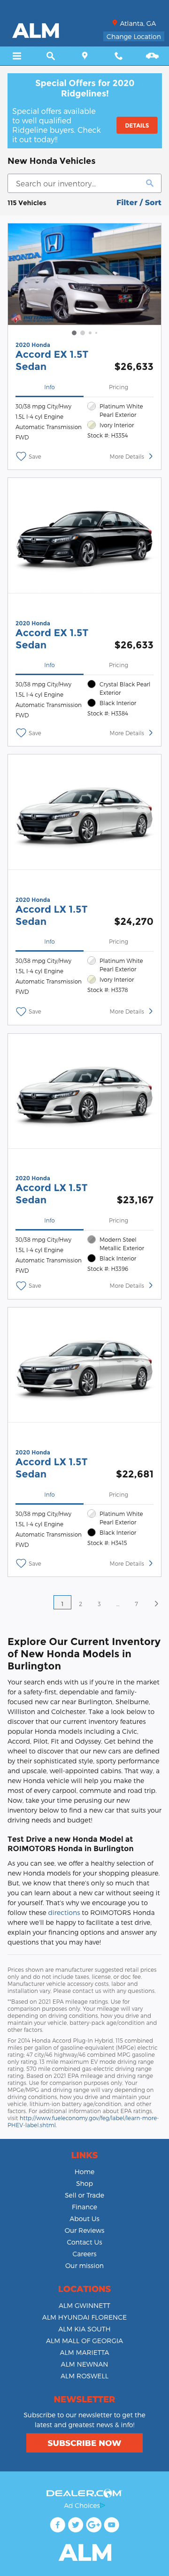 ALM
Atlanta, GA
Change Location
Special Offers for 2020
Ridgelines!
Special offers available
to well qualified
Ridgeline buyers. Check
it out today!!
DETAILS
New Honda Vehicles
Search our inventory...
115 Vehicles
Filter / Sort
HONDA
2020 Honda
Accord EX 1.5T
Sedan
$26,633
Info
Pricing
30/38 mpg City/Hwy
1.5L I-4 cyl Engine
Automatic Transmission
FWD
Platinum White
Pearl Exterior
Ivory Interior
Stock #: H3354
Save
More Details
2020 Honda
Accord EX 1.5T
Sedan
$26,633
Info
Pricing
30/38 mpg City/Hwy
1.5L I-4 cyl Engine
Automatic Transmission
FWD
Crystal Black Pearl
Exterior
Black Interior
Stock #: H3384
Save
More Details
2020 Honda
Accord LX 1.5T
Sedan
$24,270
Info
Pricing
30/38 mpg City/Hwy
1.5L I-4 cyl Engine
Automatic Transmission
FWD
Platinum White
Pearl Exterior
Ivory Interior
Stock #: H3378
Save
More Details
2020 Honda
Accord LX 1.5T
Sedan
$23,167
Info
Pricing
30/38 mpg City/Hwy
1.5L I-4 cyl Engine
Automatic Transmission
FWD
Modern Steel
Metallic Exterior
Black Interior
Stock #: H3396
Save
More Details
2020 Honda
Accord LX 1.5T
Sedan
$22,681
Info
Pricing
30/38 mpg City/Hwy
1.5L I-4 cyl Engine
Automatic Transmission
FWD
Platinum White
Pearl Exterior
Black Interior
Stock #: H3415
Save
More Details
1 2 3 ... 7
Explore Our Current Inventory
of New Honda Models in
Burlington
Your search ends with us if you're in the market
for a safety-first, dependable and family-
focused new car near Burlington, Shelburne,
Williston and Colchester. Take a look below to
discover that our current inventory features
popular Honda models including a Civic,
Accord, Pilot, Fit and Odyssey. Get behind the
wheel to discover that our new cars are defined
by their sophisticated style, sporty performance
and upscale, well-appointed cabins. That way, a
new Honda vehicle will help you make the
most of every carpool, commute and road trip.
Now, take your time perusing our new
inventory below to find a new car that suits your
driving needs and budget!
Test Drive a new Honda Model at
ROIMOTORS Honda in Burlington
As you can see, we offer a healthy selection of
new Honda models for your shopping pleasure.
But, we know that there's only so much that
you can learn about a new car without seeing it
for yourself. That's why we encourage you to
follow these directions to ROIMOTORS Honda
where we'll be happy to facilitate a test drive,
explain your financing options and answer any
questions that you may have!
Prices shown are manufacturer suggested retail prices
only and do not include taxes, license, or doc fee.
Manufacturer vehicle accessory costs, labor and
installation vary. Please contact us with any questions.
**Based on 2021 EPA mileage ratings. Use for
comparison purposes only. Your mileage will vary
depending on driving conditions, how you drive and
maintain your vehicle, battery-pack age/condition and
other factors.
For 2014 Honda Accord Plug-In Hybrid, 115 combined
miles per gallon of gasoline-equivalent (MPGe) electric
rating; 47 city/46 highway/46 combined MPG gasoline
only rating. 13 mile maximum EV mode driving range
rating. 570 mile combined gas-electric driving range
rating. Based on 2021 EPA mileage and driving range
ratings. Use for comparison purposes only. Your
MPGe/MPG and driving range will vary depending on
driving conditions, how you drive and maintain your
vehicle, lithium-ion battery age/condition, and other
factors. For additional information about EPA ratings,
visit http://www.fueleconomy.gov/feg/label/learn-more-
PHEV-label.shtml.
LINKS
Home
Shop
Sell or Trade
Finance
About Us
Our Reviews
Contact Us
Careers
Our mission
LOCATIONS
ALM GWINNETT
ALM HYUNDAI FLORENCE
ALM KIA SOUTH
ALM MALL OF GEORGIA
ALM MARIETTA
ALM NEWNAN
ALM ROSWELL
NEWSLETTER
Subscribe to our newsletter to get the
latest and greatest news & info!
SUBSCRIBE NOW
DEALER.COM
Ad Choices
ALM